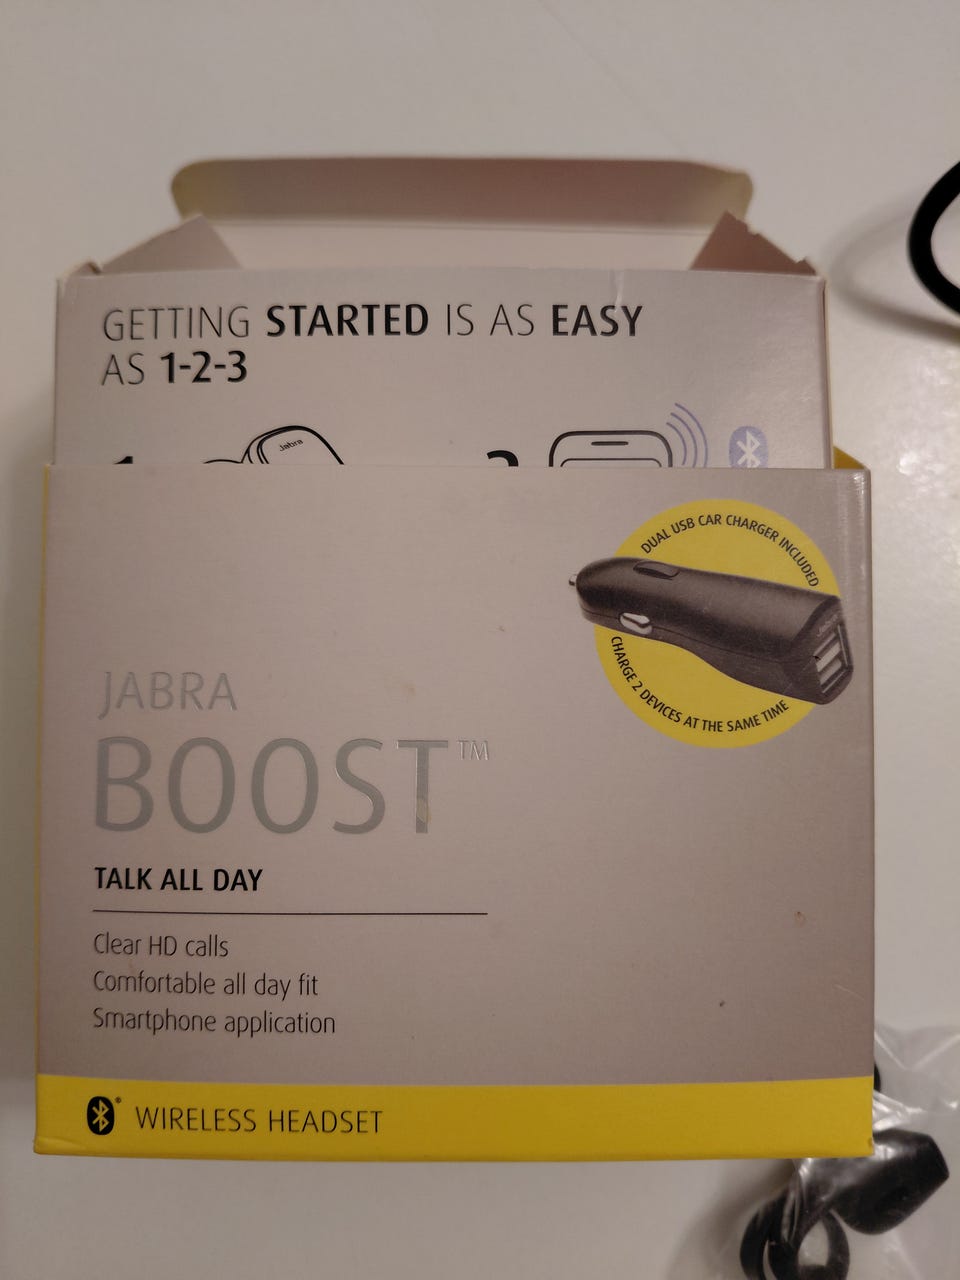 GETTING STARTED IS AS EASY
AS 1-2-3
Jabra
DUAL USB CAR CHARGER INCLUDED
CHARGE 2 DEVICES AT THE SAME TIME
JABRA
BOOST™
TALK ALL DAY
Clear HD calls
Comfortable all day fit
Smartphone application
WIRELESS HEADSET